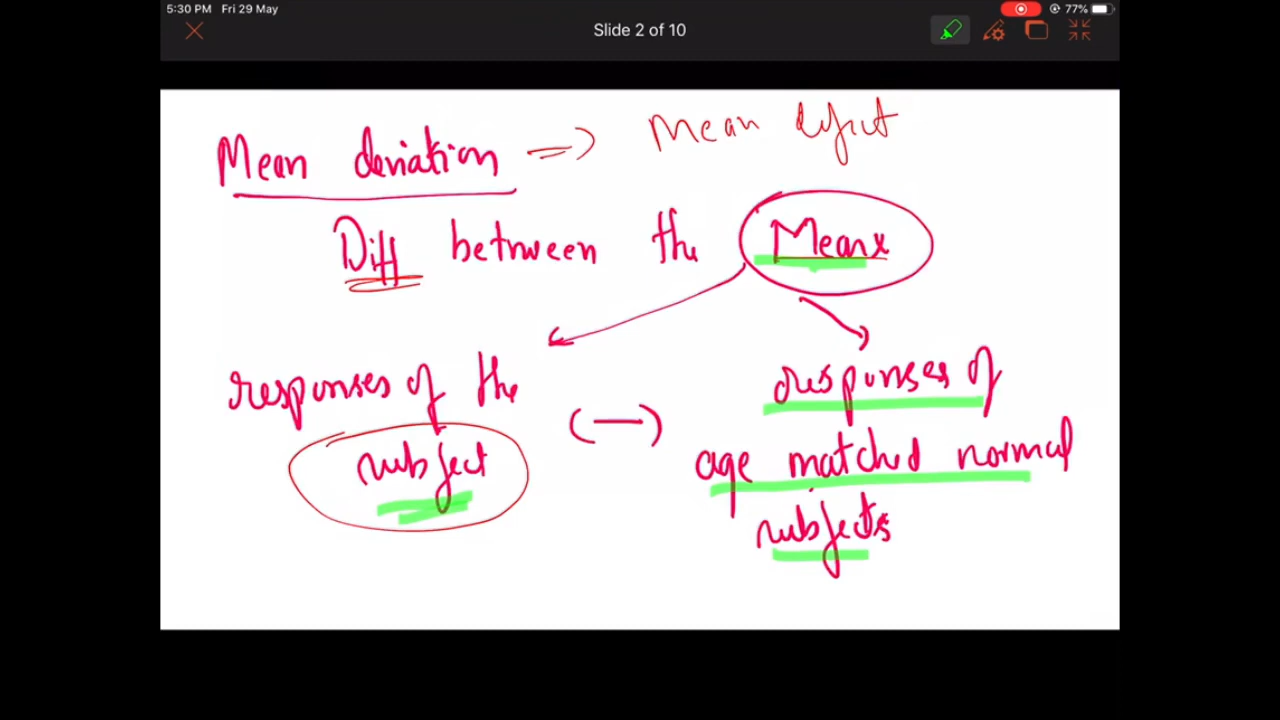 5:30 PM Fri 29 May
77%
Slide 2 of 10
Mean deviation => Mean defect
Diff between the Means
responses of the
subject
(—)
responses of
age matched normal
subjects